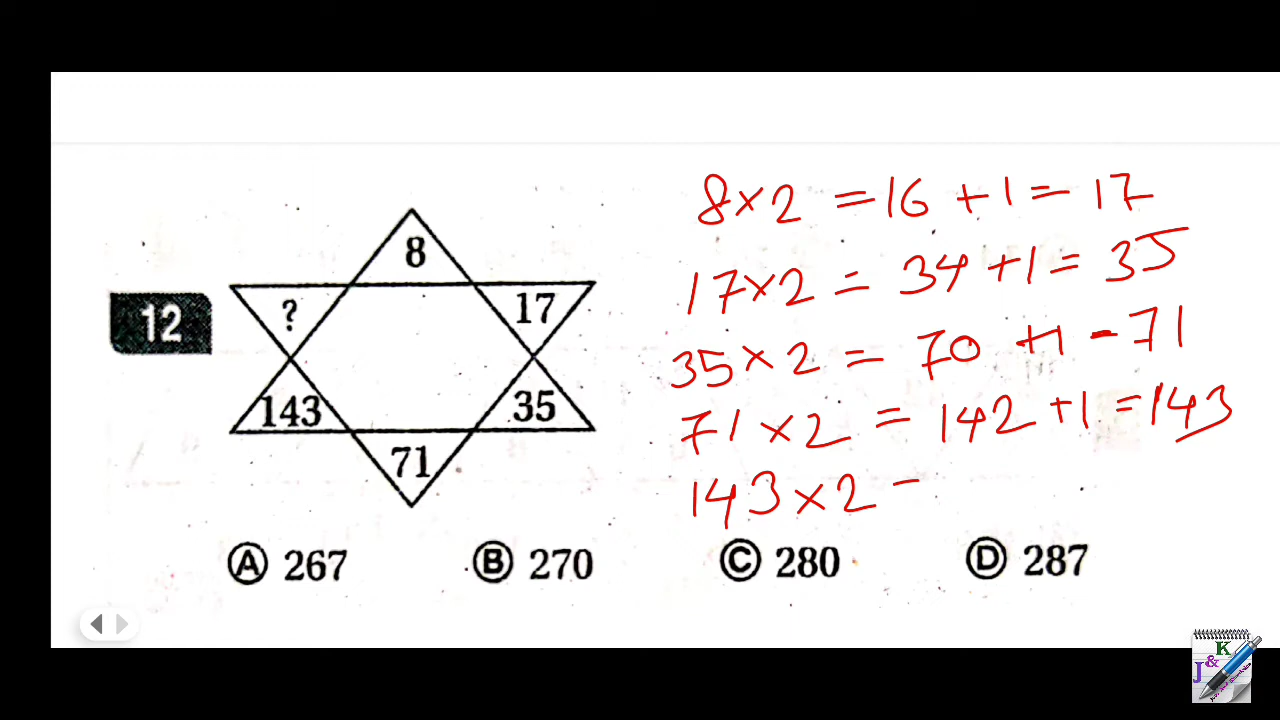 8×2 = 16 +1 = 17
17×2 = 34 +1 = 35
35×2 = 70 +1 - 71
71×2 = 142 +1 = 143
143×2 =
12
8
? 17
143 35
71
Ⓐ 267 Ⓑ 270 Ⓒ 280 Ⓓ 287
J&K